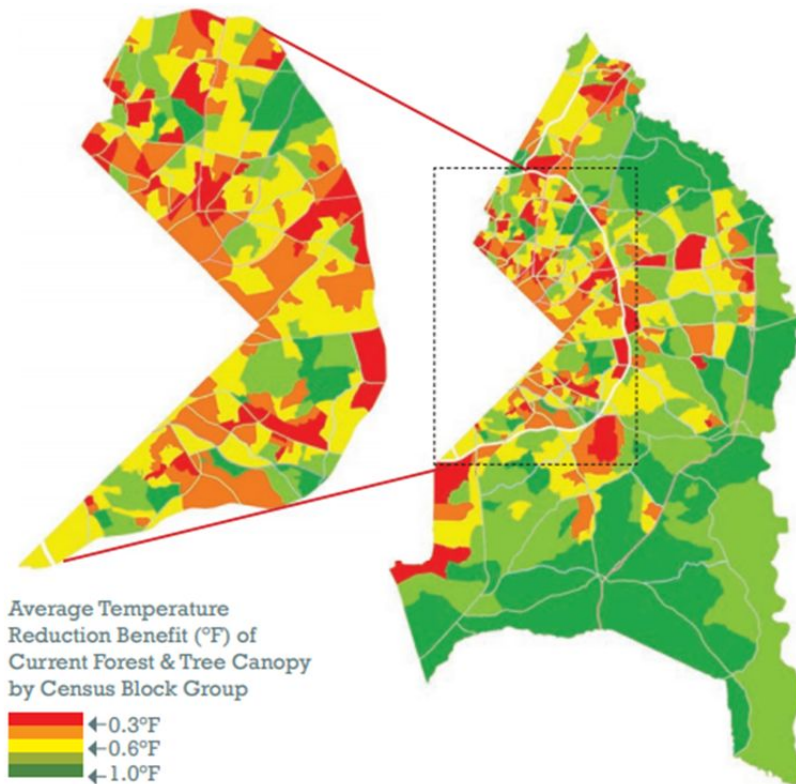 Average Temperature
Reduction Benefit (°F) of
Current Forest & Tree Canopy
by Census Block Group
0.3°F
0.6°F
1.0°F